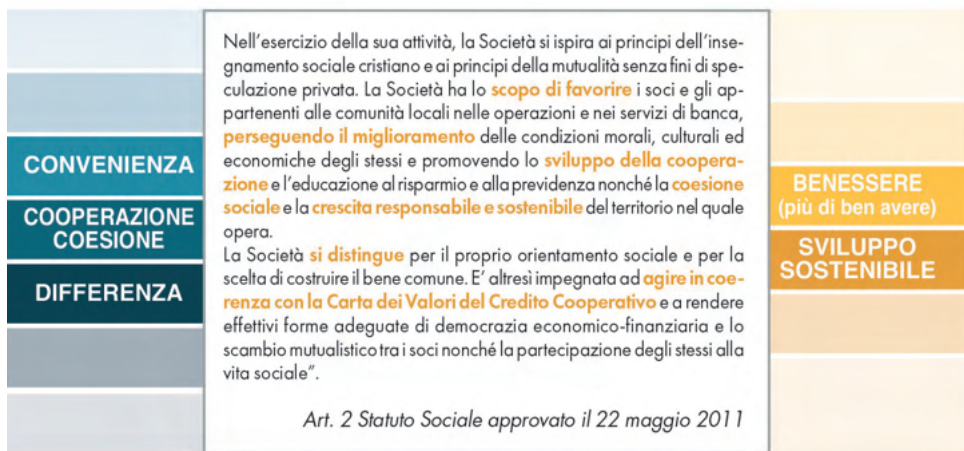 CONVENIENZA
COOPERAZIONE
COESIONE
DIFFERENZA
Nell'esercizio della sua attività, la Società si ispira ai principi dell'inse-
gnamento sociale cristiano e ai principi della mutualità senza fini di spe-
culazione privata. La Società ha lo scopo di favorire i soci e gli ap-
partenenti alle comunità locali nelle operazioni e nei servizi di banca,
perseguendo il miglioramento delle condizioni morali, culturali ed
economiche degli stessi e promovendo lo sviluppo della coopera-
zione e l'educazione al risparmio e alla previdenza nonché la coesione
sociale e la crescita responsabile e sostenibile del territorio nel quale
opera.
La Società si distingue per il proprio orientamento sociale e per la
scelta di costruire il bene comune. E' altresì impegnata ad agire in coe-
renza con la Carta dei Valori del Credito Cooperativo e a rendere
effettivi forme adeguate di democrazia economico-finanziaria e lo
scambio mutualistico tra i soci nonché la partecipazione degli stessi alla
vita sociale”.
Art. 2 Statuto Sociale approvato il 22 maggio 2011
BENESSERE
(più di ben avere)
SVILUPPO
SOSTENIBILE